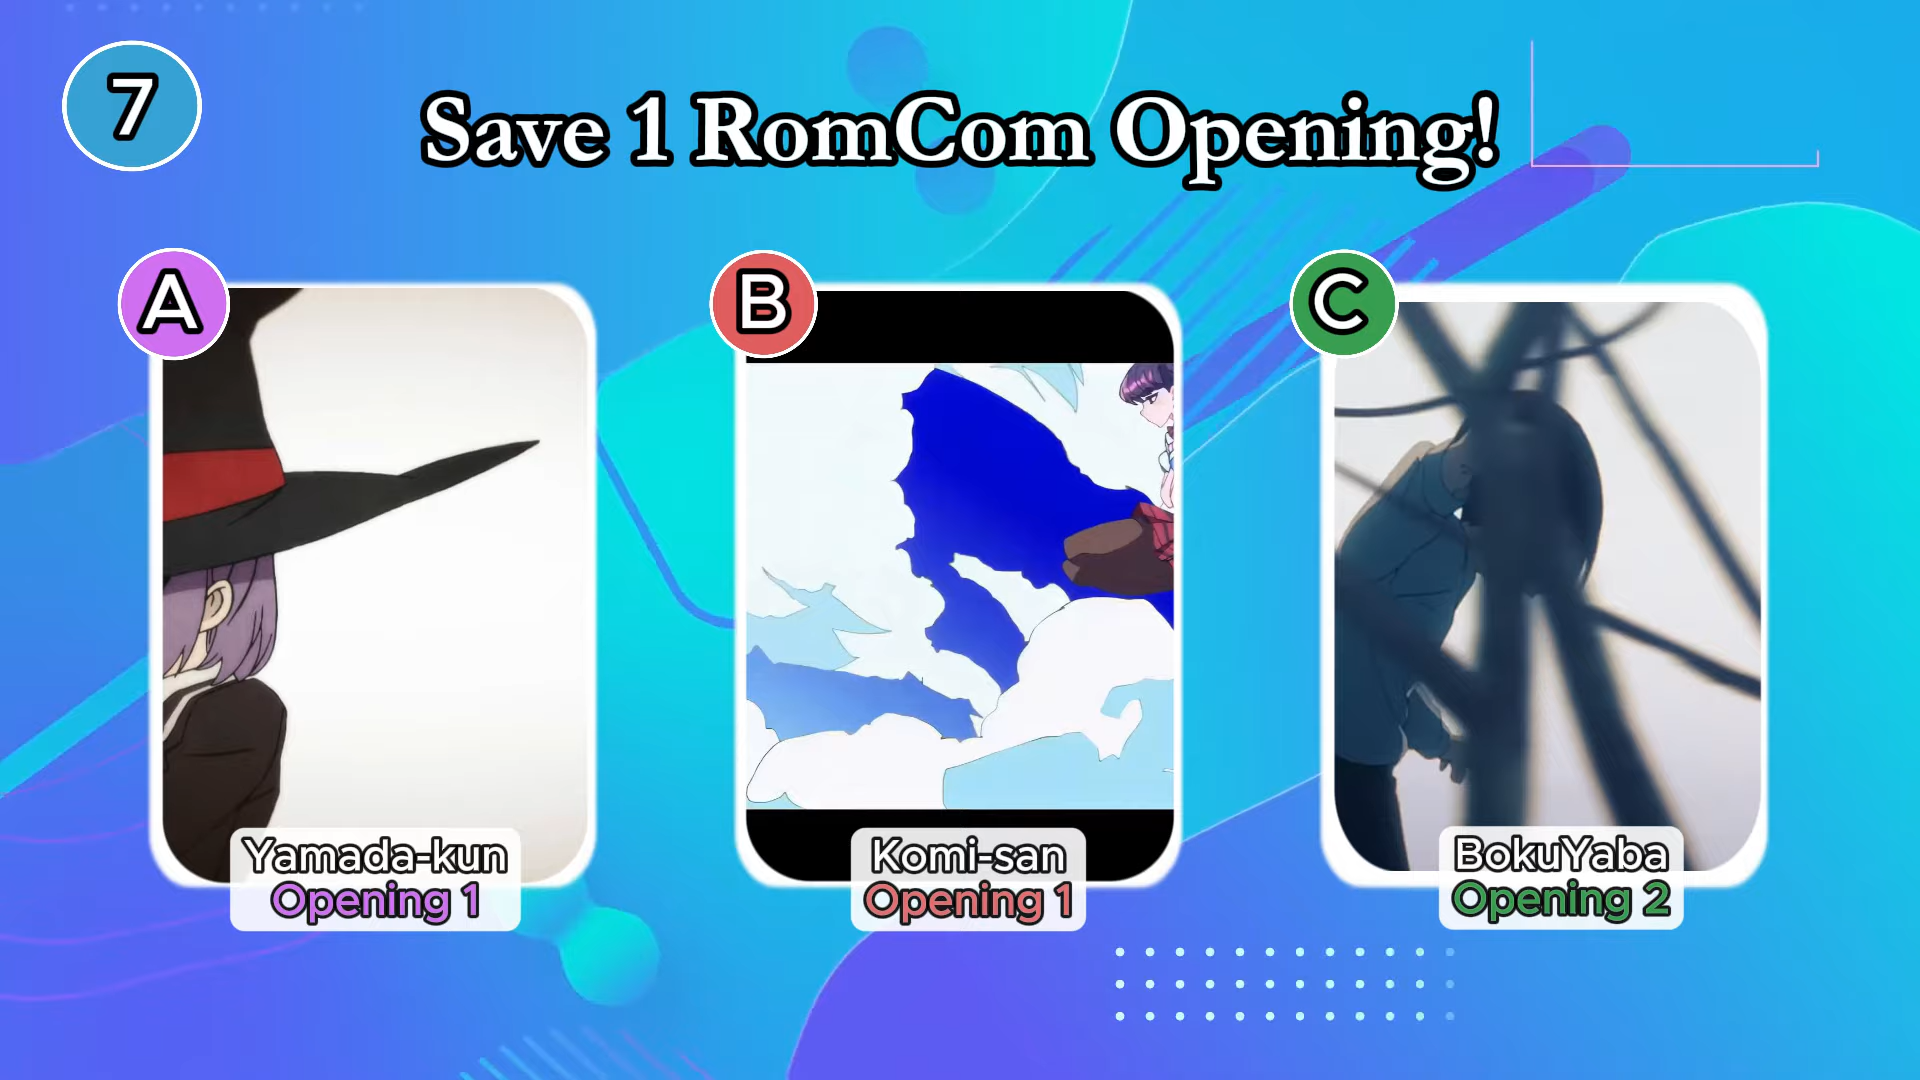 7
Save 1 RomCom Opening!
A
B
C
Yamada-kun
Opening 1
Komi-san
Opening 1
BokuYaba
Opening 2